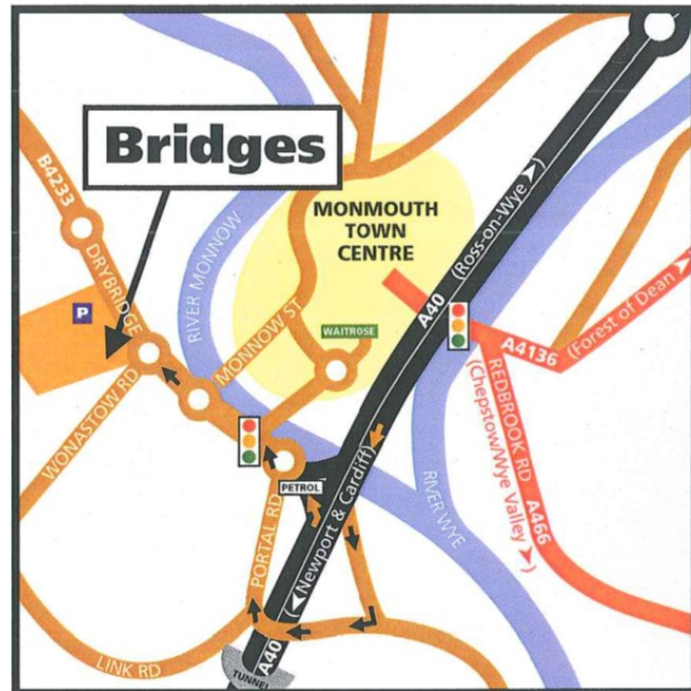 Bridges
B4233
DRYBRIDGE
P
RIVER MONNOW
MONMOUTH
TOWN
CENTRE
MONNOW ST
WAITROSE
A40
(Ross-on-Wye >)
A4136
(Forest of Dean >)
REDBROOK RD
(Chepstow/Wye Valley >)
A466
WONASTOW RD
PETROL
PORTAL RD
(< Newport & Cardiff)
RIVER WYE
LINK RD
A40
TUNNEL